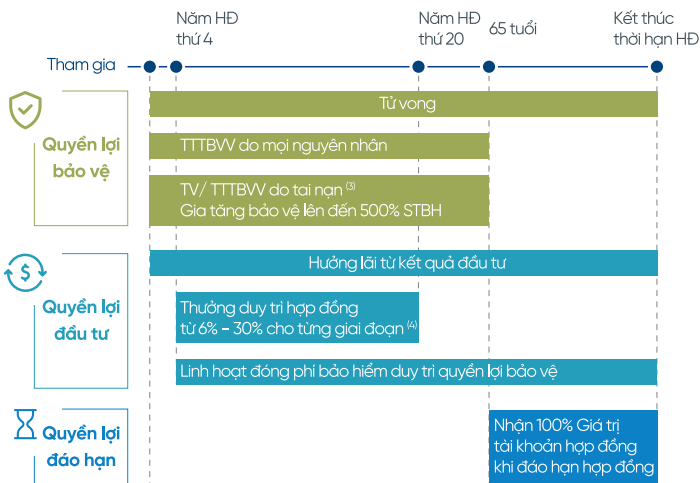 Năm HĐ
thứ 4
Năm HĐ
thứ 20
65 tuổi
Kết thúc
thời hạn HĐ
Tham gia
Quyền lợi
bảo vệ
Tử vong
TTTBVV do mọi nguyên nhân
TV/ TTTBVV do tai nạn (3)
Gia tăng bảo vệ lên đến 500% STBH
Quyền lợi
đầu tư
Hưởng lãi từ kết quả đầu tư
Thưởng duy trì hợp đồng
từ 6% - 30% cho từng giai đoạn (4)
Linh hoạt đóng phí bảo hiểm duy trì quyền lợi bảo vệ
Quyền lợi
đáo hạn
Nhận 100% Giá trị
tài khoản hợp đồng
khi đáo hạn hợp đồng